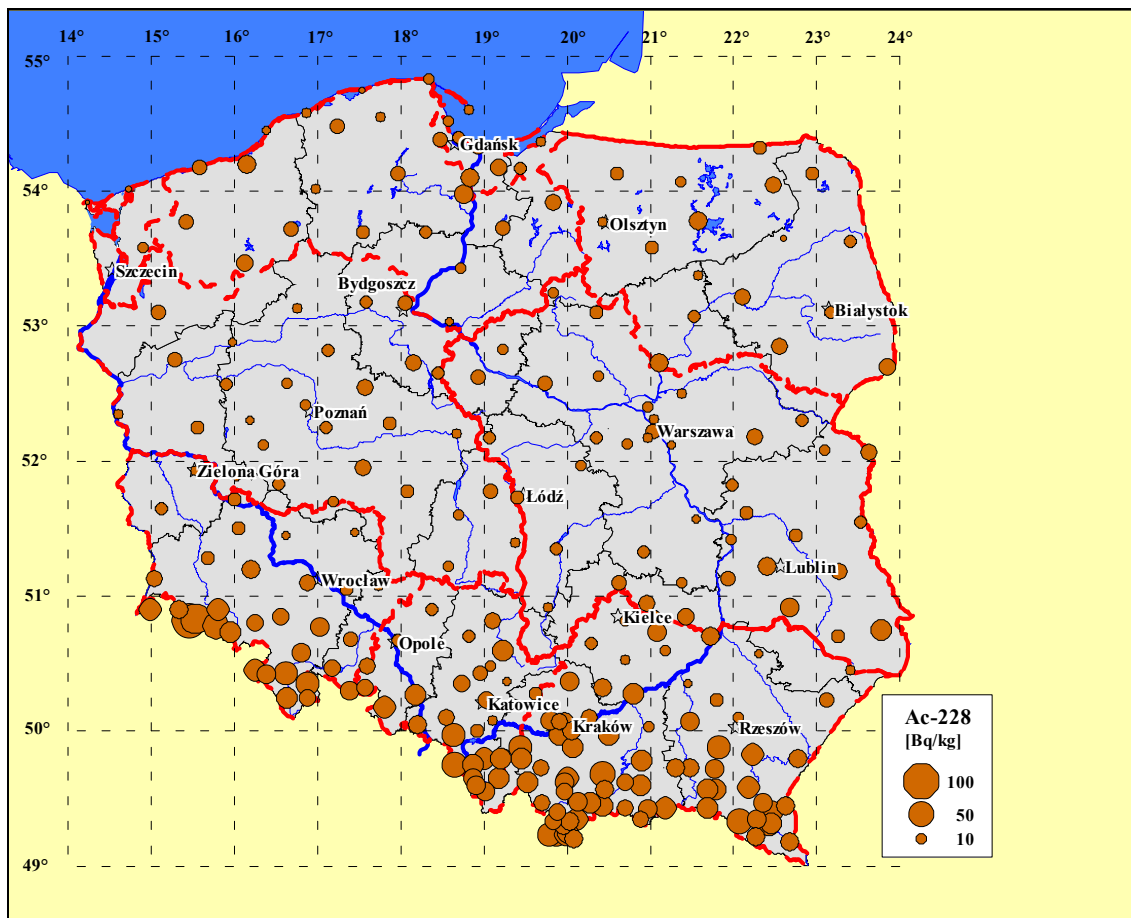 14° 15° 16° 17° 18° 19° 20° 21° 22° 23° 24°
55°
Gdańsk
54°
Olsztyn
Szczecin
Bydgoszcz
Białystok
53°
Poznań
Warszawa
52°
Zielona Góra
Łódź
Lublin
Wrocław
51°
Kielce
Opole
Katowice
Kraków
Rzeszów
50°
49°
Ac-228
[Bq/kg]
100
50
10